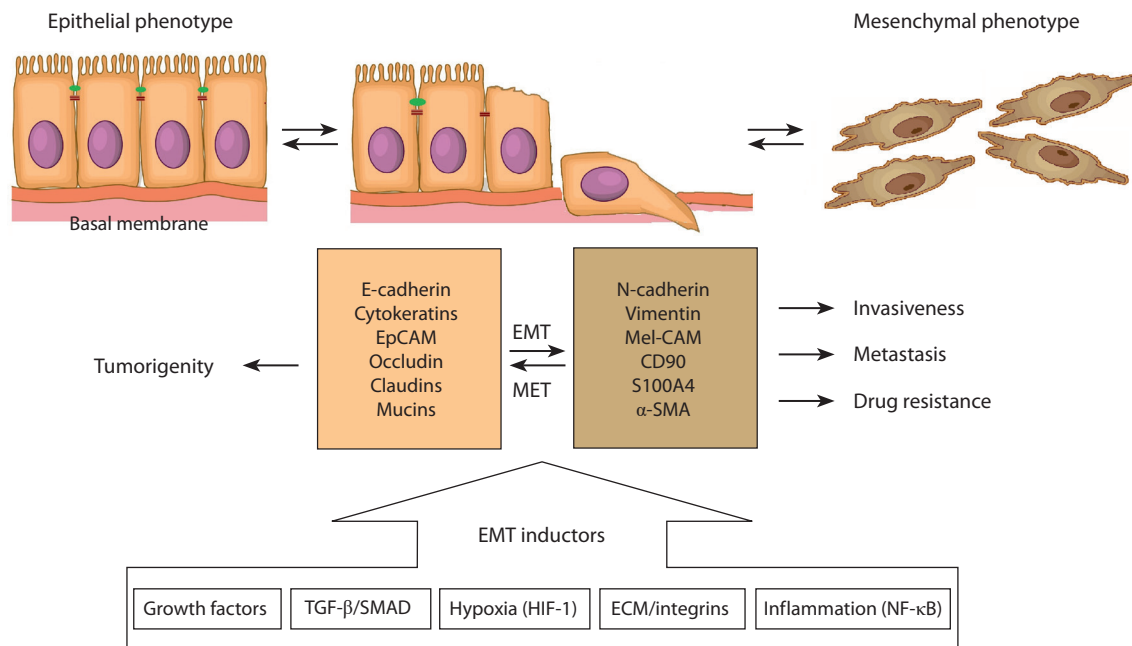 Epithelial phenotype
Mesenchymal phenotype
Basal membrane
E-cadherin
Cytokeratins
EpCAM
Occludin
Claudins
Mucins
EMT
MET
N-cadherin
Vimentin
Mel-CAM
CD90
S100A4
α-SMA
Tumorigenity
Invasiveness
Metastasis
Drug resistance
EMT inductors
Growth factors
TGF-β/SMAD
Hypoxia (HIF-1)
ECM/integrins
Inflammation (NF-κB)